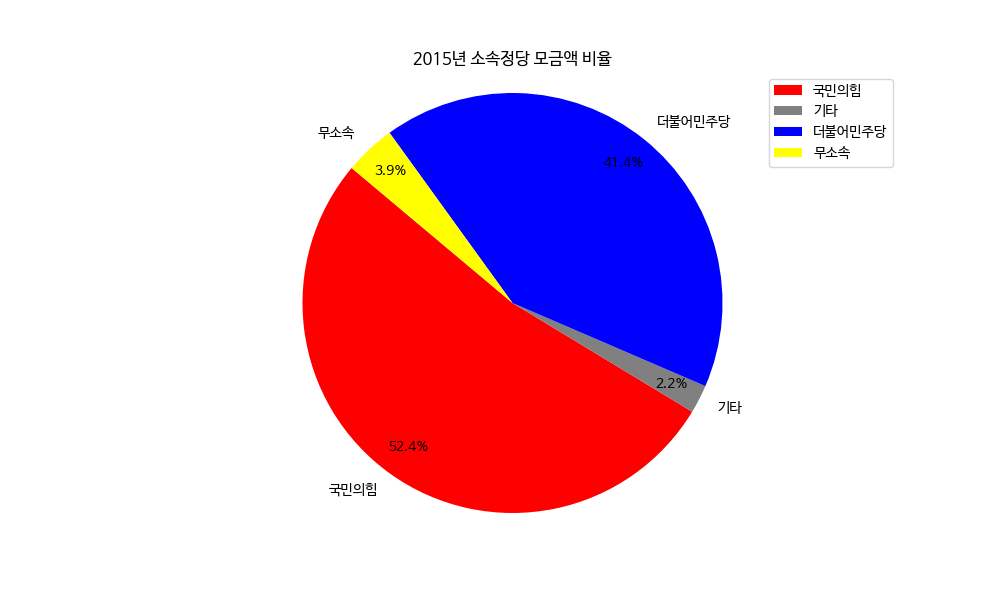 2015년 소속정당 모금액 비율
국민의힘
기타
더불어민주당
무소속
더불어민주당
41.4%
무소속
3.9%
2.2%
기타
52.4%
국민의힘